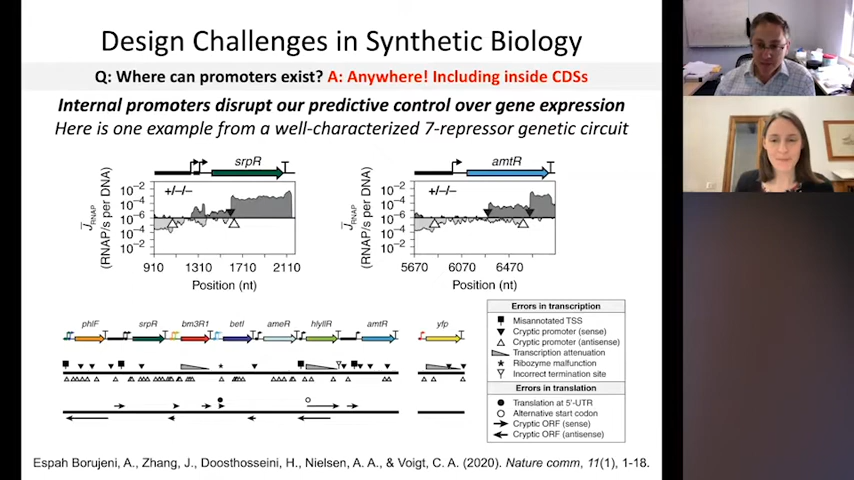 Design Challenges in Synthetic Biology
Q: Where can promoters exist? A: Anywhere! Including inside CDSs
Internal promoters disrupt our predictive control over gene expression
Here is one example from a well-characterized 7-repressor genetic circuit
srpR
amtR
+/−/−
+/−/−
10−2
10−4
10−6
10−4
10−2
10−2
10−4
10−6
10−4
10−2
J̅RNAP
(RNAP/s per DNA)
J̅RNAP
(RNAP/s per DNA)
910 1310 1710 2110
Position (nt)
5670 6070 6470
Position (nt)
phlF srpR bm3R1 betI ameR hlyIIR amtR yfp
Errors in transcription
Misannotated TSS
Cryptic promoter (sense)
Cryptic promoter (antisense)
Transcription attenuation
Ribozyme malfunction
Incorrect termination site
Errors in translation
Translation at 5'-UTR
Alternative start codon
Cryptic ORF (sense)
Cryptic ORF (antisense)
Espah Borujeni, A., Zhang, J., Doosthosseini, H., Nielsen, A. A., & Voigt, C. A. (2020). Nature comm, 11(1), 1-18.